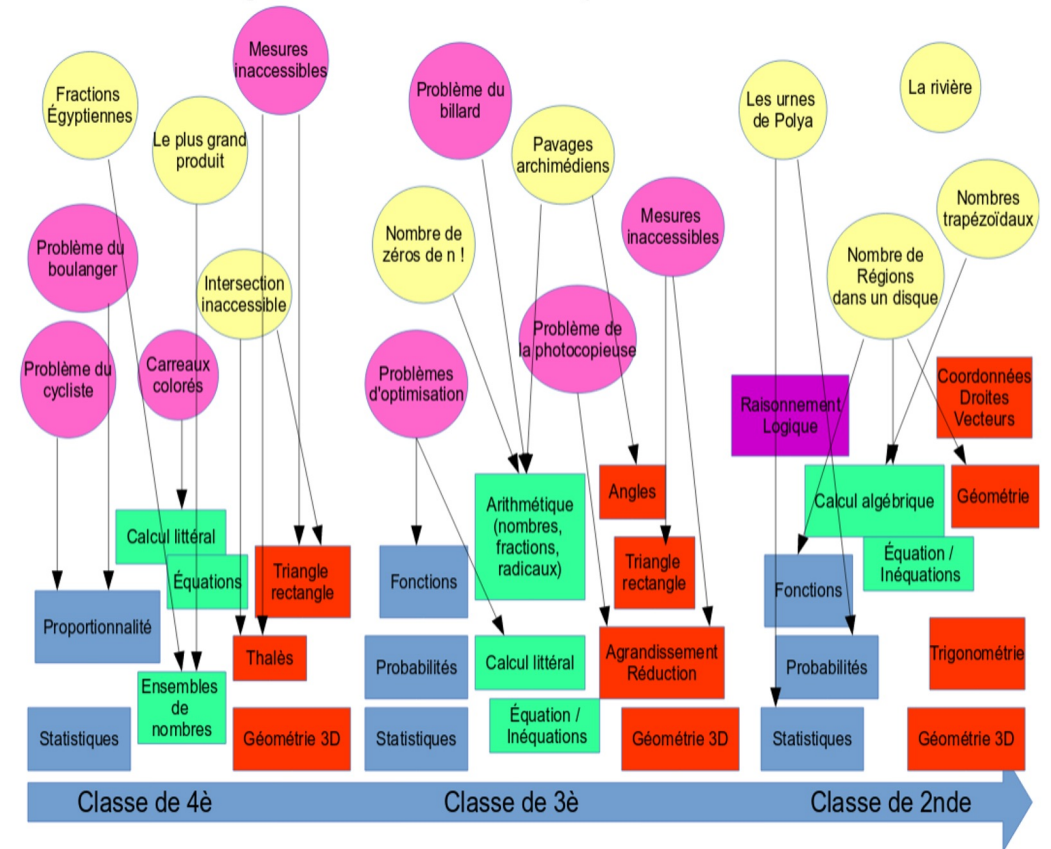 Mesures
inaccessibles
Fractions
Égyptiennes
Le plus grand
produit
Problème du
boulanger
Intersection
inaccessible
Problème du
cycliste
Carreaux
colorés
Calcul littéral
Équations
Triangle
rectangle
Proportionnalité
Thalès
Ensembles
de
nombres
Statistiques
Géométrie 3D
Classe de 4è
Problème du
billard
Pavages
archimédiens
Mesures
inaccessibles
Nombre de
zéros de n !
Problème de
la photocopieuse
Problèmes
d'optimisation
Arithmétique
(nombres,
fractions,
radicaux)
Angles
Fonctions
Triangle
rectangle
Probabilités
Calcul littéral
Agrandissement
Réduction
Équation /
Inéquations
Statistiques
Géométrie 3D
Classe de 3è
La rivière
Les urnes
de Polya
Nombres
trapézoïdaux
Nombre de
Régions
dans un disque
Raisonnement
Logique
Coordonnées
Droites
Vecteurs
Calcul algébrique
Géométrie
Équation /
Inéquations
Fonctions
Probabilités
Trigonométrie
Statistiques
Géométrie 3D
Classe de 2nde